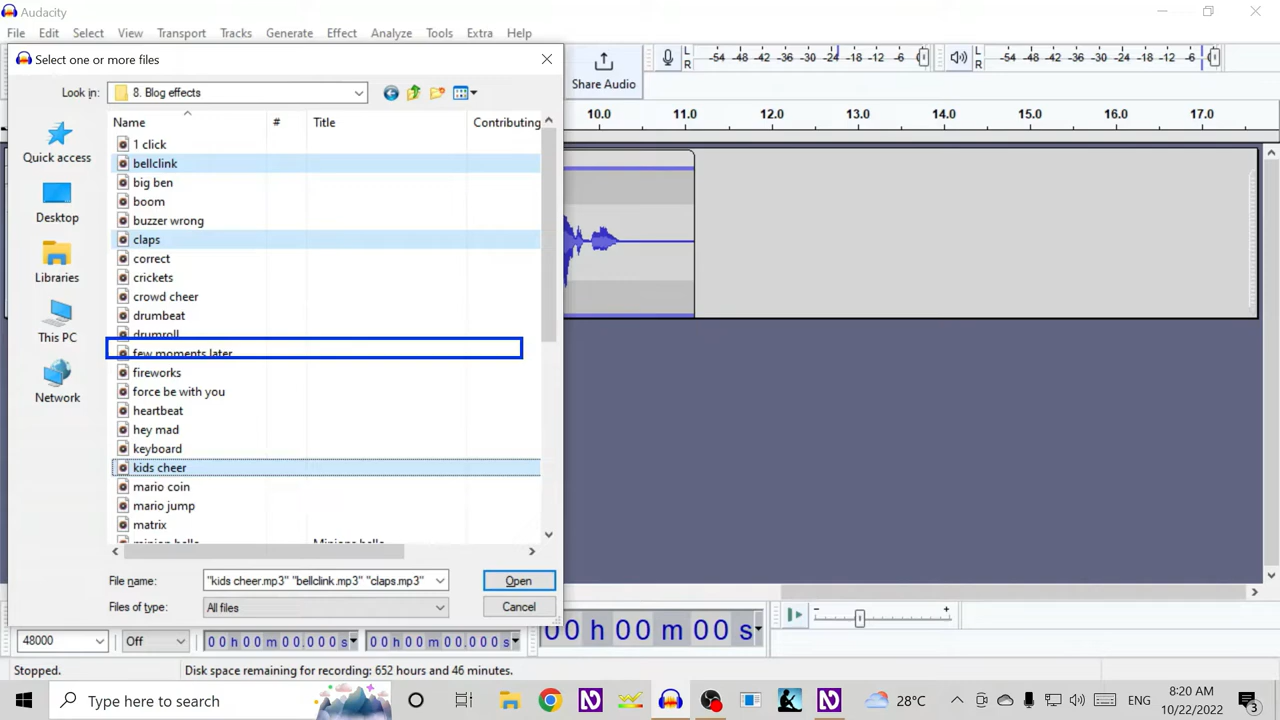 Audacity
File Edit Select View Transport Tracks Generate Effect Analyze Tools Extra Help
Select one or more files
Look in: 8. Blog effects
Share Audio
L R -54 -48 -42 -36 -30 -24 -18 -12 -6 0
L R -54 -48 -42 -36 -30 -24 -18 -12 -6 0
10.0 11.0 12.0 13.0 14.0 15.0 16.0 17.0
Name # Title Contributing
Quick access
Desktop
Libraries
This PC
Network
1 click
bellclink
big ben
boom
buzzer wrong
claps
correct
crickets
crowd cheer
drumbeat
drumroll
few moments later
fireworks
force be with you
heartbeat
hey mad
keyboard
kids cheer
mario coin
mario jump
matrix
minion hello Minions hello
File name: "kids cheer.mp3" "bellclink.mp3" "claps.mp3" Open
Files of type: All files Cancel
48000 Off 00 h 00 m 00.000 s 00 h 00 m 00.000 s 00 h 00 m 00 s
Stopped. Disk space remaining for recording: 652 hours and 46 minutes.
Type here to search 28°C ENG 8:20 AM
10/22/2022 3